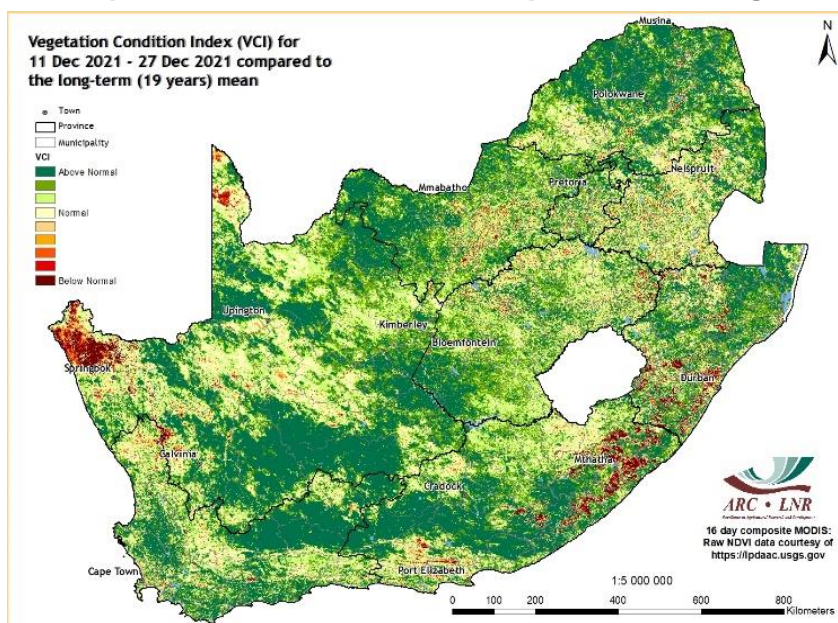 Vegetation Condition Index (VCI) for
11 Dec 2021 - 27 Dec 2021 compared to
the long-term (19 years) mean
Town
Province
Municipality
VCI
Above Normal
Normal
Below Normal
N
Musina
Polokwane
Nelspruit
Pretoria
Mmabatho
Upington
Kimberley
Bloemfontein
Springbok
Durban
Calvinia
Mthatha
Cradock
Cape Town
Port Elizabeth
ARC • LNR
16 day composite MODIS:
Raw NDVI data courtesy of
https://lpdaac.usgs.gov
1:5 000 000
0 100 200 400 600 800
Kilometers